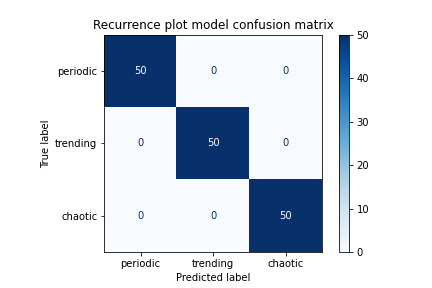 Recurrence plot model confusion matrix
periodic 50 0 0
trending 0 50 0
chaotic 0 0 50
periodic trending chaotic
True label
Predicted label
50
40
30
20
10
0